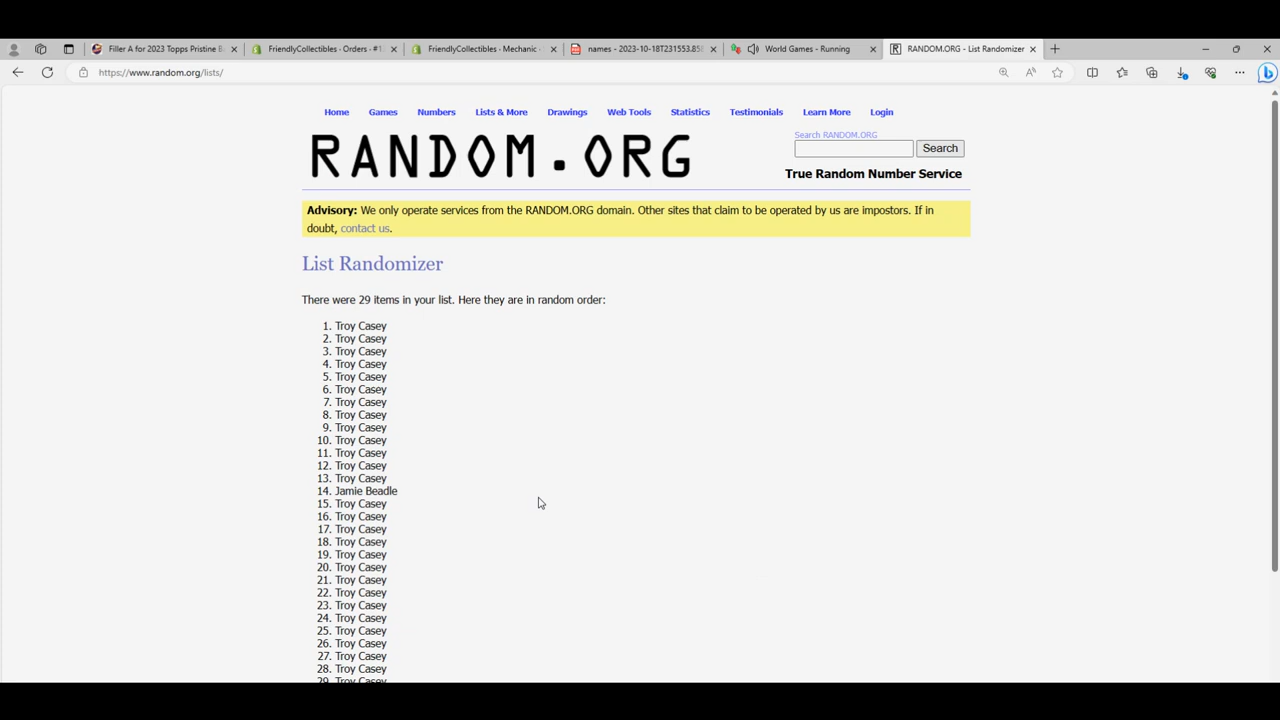 Filler A for 2023 Topps Pristine B
FriendlyCollectibles · Orders · #1
FriendlyCollectibles · Mechanic ·
names - 2023-10-18T231553.85
World Games - Running
RANDOM.ORG - List Randomizer
https://www.random.org/lists/
Home Games Numbers Lists & More Drawings Web Tools Statistics Testimonials Learn More Login
Search RANDOM.ORG
RANDOM.ORG
Search
True Random Number Service
Advisory: We only operate services from the RANDOM.ORG domain. Other sites that claim to be operated by us are impostors. If in
doubt, contact us.
List Randomizer
There were 29 items in your list. Here they are in random order:
1. Troy Casey
2. Troy Casey
3. Troy Casey
4. Troy Casey
5. Troy Casey
6. Troy Casey
7. Troy Casey
8. Troy Casey
9. Troy Casey
10. Troy Casey
11. Troy Casey
12. Troy Casey
13. Troy Casey
14. Jamie Beadle
15. Troy Casey
16. Troy Casey
17. Troy Casey
18. Troy Casey
19. Troy Casey
20. Troy Casey
21. Troy Casey
22. Troy Casey
23. Troy Casey
24. Troy Casey
25. Troy Casey
26. Troy Casey
27. Troy Casey
28. Troy Casey
29. Troy Casey